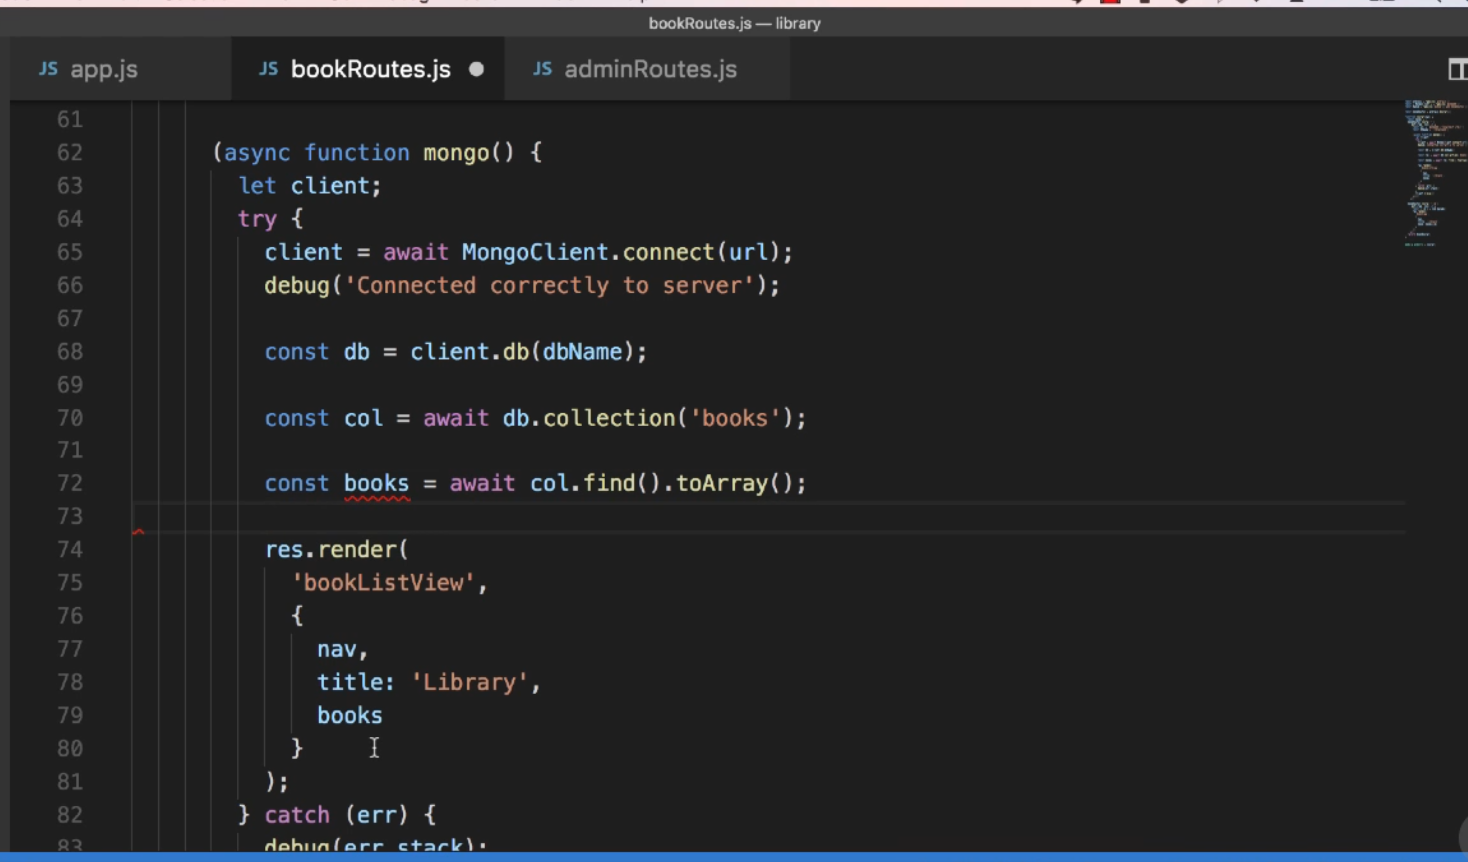 bookRoutes.js — library
JS app.js
JS bookRoutes.js
JS adminRoutes.js
61
62 (async function mongo() {
63 let client;
64 try {
65 client = await MongoClient.connect(url);
66 debug('Connected correctly to server');
67
68 const db = client.db(dbName);
69
70 const col = await db.collection('books');
71
72 const books = await col.find().toArray();
73
74 res.render(
75 'bookListView',
76 {
77 nav,
78 title: 'Library',
79 books
80 }
81 );
82 } catch (err) {
83 debug(err.stack);